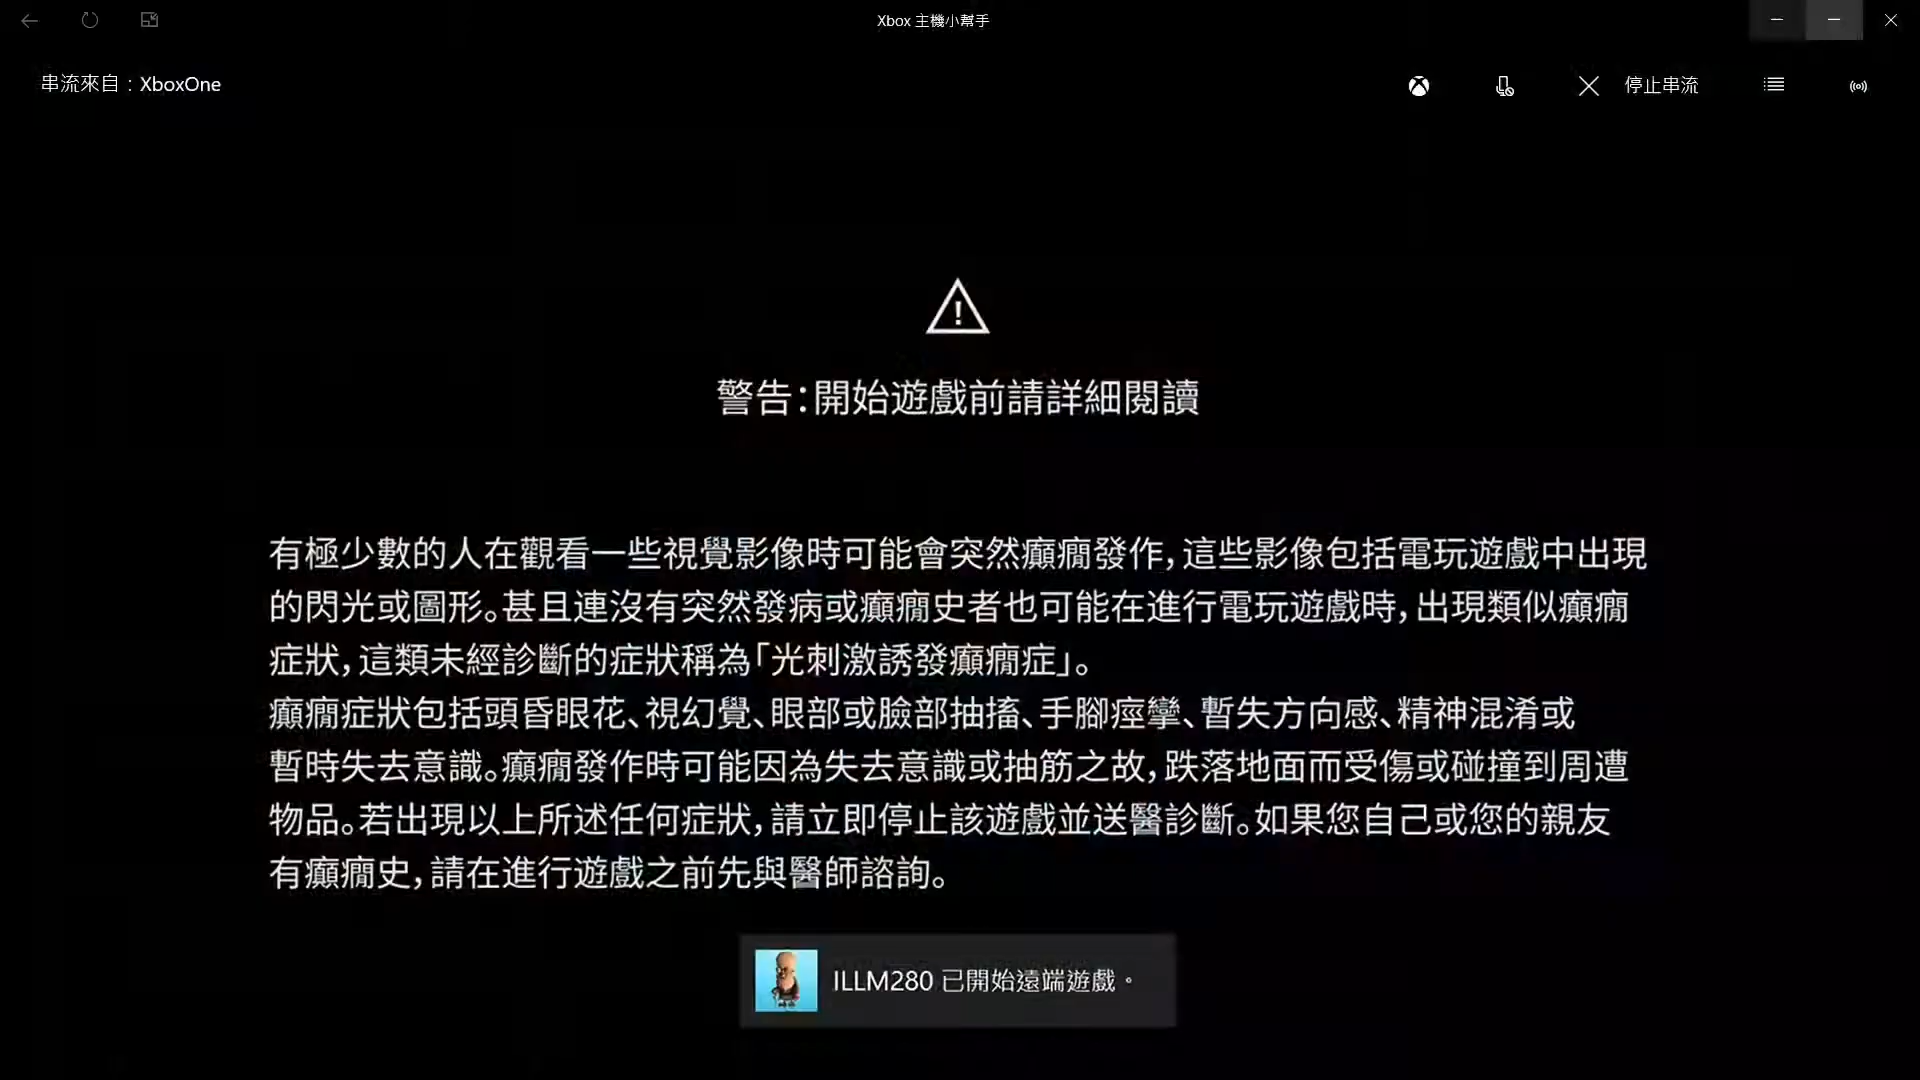 Xbox 主機小幫手
串流來自：XboxOne
停止串流
警告：開始遊戲前請詳細閱讀
有極少數的人在觀看一些視覺影像時可能會突然癲癇發作，這些影像包括電玩遊戲中出現
的閃光或圖形。甚且連沒有突然發病或癲癇史者也可能在進行電玩遊戲時，出現類似癲癇
症狀，這類未經診斷的症狀稱為「光刺激誘發癲癇症」。
癲癇症狀包括頭昏眼花、視幻覺、眼部或臉部抽搐、手腳痙攣、暫失方向感、精神混淆或
暫時失去意識。癲癇發作時可能因為失去意識或抽筋之故，跌落地面而受傷或碰撞到周遭
物品。若出現以上所述任何症狀，請立即停止該遊戲並送醫診斷。如果您自己或您的親友
有癲癇史，請在進行遊戲之前先與醫師諮詢。
ILLM280 已開始遠端遊戲。